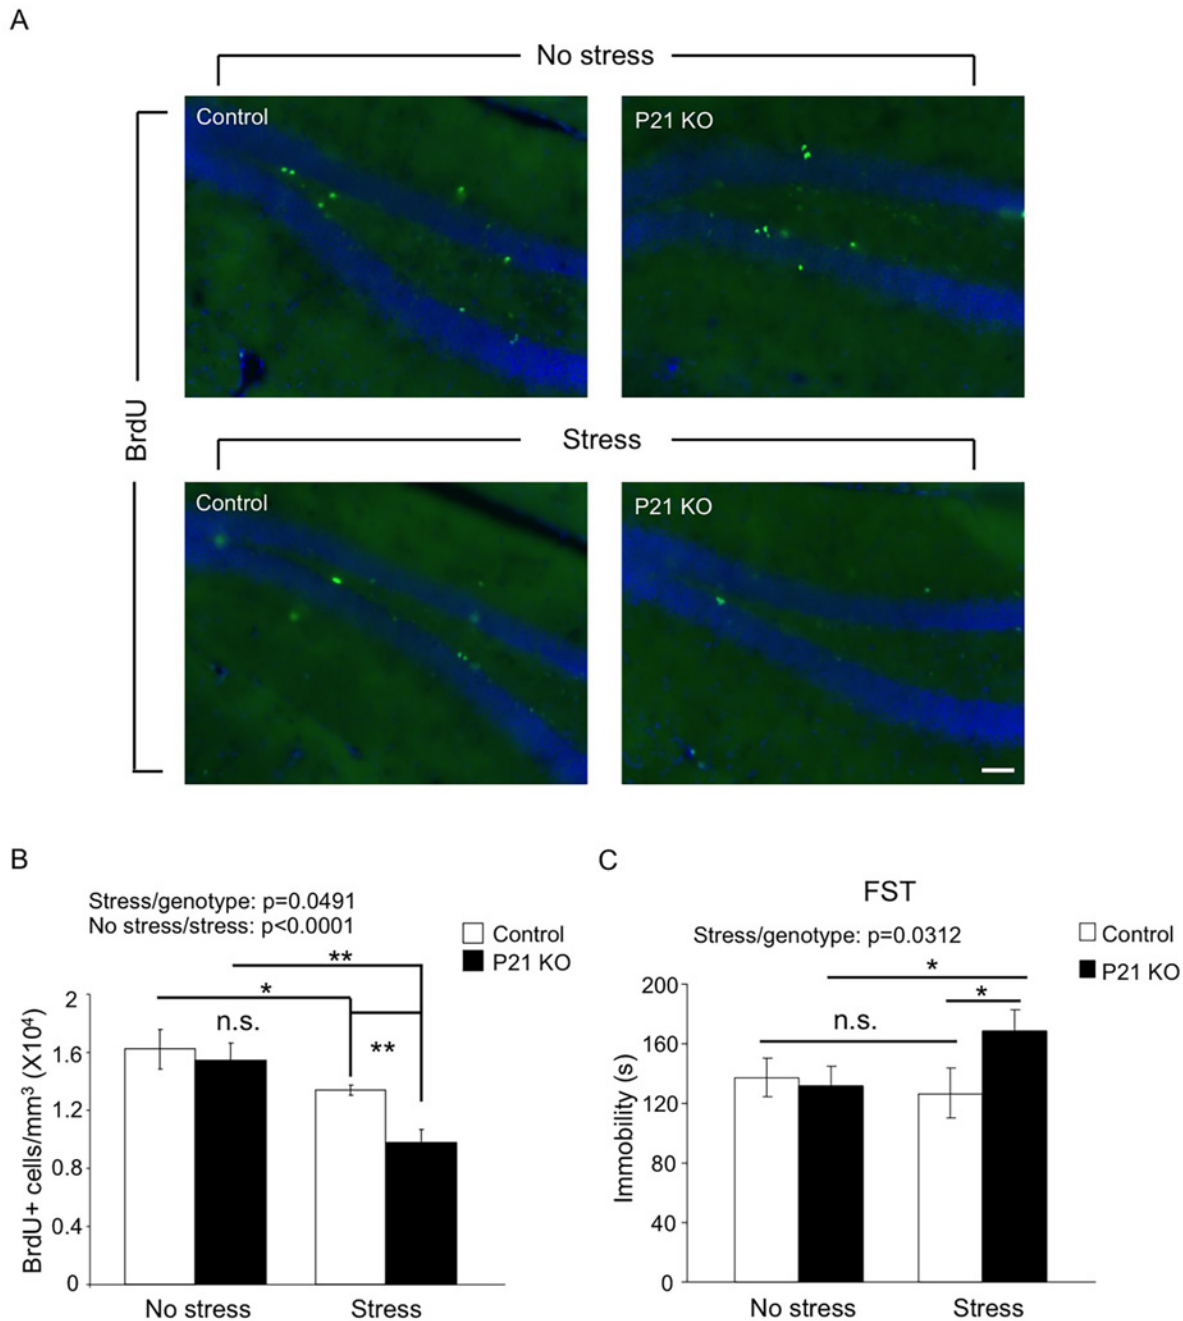 A
No stress
Control
P21 KO
BrdU
Stress
Control
P21 KO
B
Stress/genotype: p=0.0491
No stress/stress: p<0.0001
Control
P21 KO
**
*
n.s.
**
BrdU+ cells/mm³ (X10⁴)
2
1.6
1.2
0.8
0.4
0
No stress
Stress
C
FST
Stress/genotype: p=0.0312
Control
P21 KO
*
*
n.s.
Immobility (s)
200
160
120
80
40
0
No stress
Stress